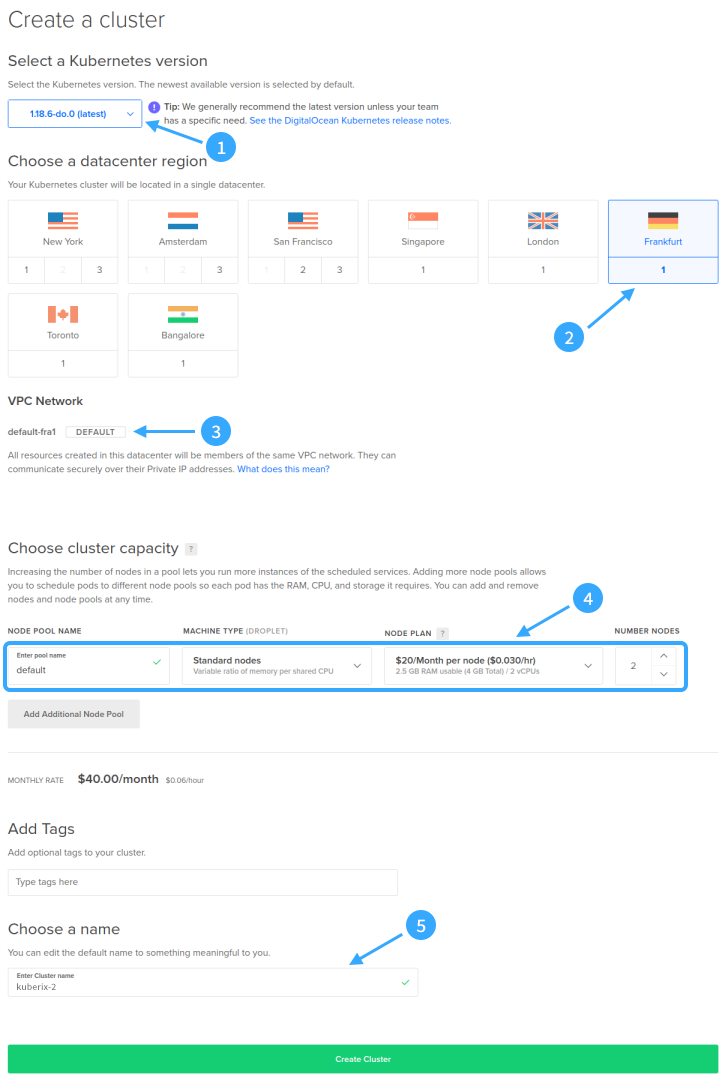 Create a cluster
Select a Kubernetes version
Select the Kubernetes version. The newest available version is selected by default.
1.18.6-do.0 (latest)
! Tip: We generally recommend the latest version unless your team
has a specific need. See the DigitalOcean Kubernetes release notes.
1
Choose a datacenter region
Your Kubernetes cluster will be located in a single datacenter.
New York
Amsterdam
San Francisco
Singapore
London
Frankfurt
1 2 3
1 2 3
1 2 3
1
1
1
2
Toronto
Bangalore
1
1
VPC Network
default-fra1 DEFAULT
3
All resources created in this datacenter will be members of the same VPC network. They can
communicate securely over their Private IP addresses. What does this mean?
Choose cluster capacity ?
Increasing the number of nodes in a pool lets you run more instances of the scheduled services. Adding more node pools allows
you to schedule pods to different node pools so each pod has the RAM, CPU, and storage it requires. You can add and remove
nodes and node pools at any time.
4
NODE POOL NAME
MACHINE TYPE (DROPLET)
NODE PLAN ?
NUMBER NODES
Enter pool name
default
Standard nodes
Variable ratio of memory per shared CPU
$20/Month per node ($0.030/hr)
2.5 GB RAM usable (4 GB Total) / 2 vCPUs
2
Add Additional Node Pool
MONTHLY RATE $40.00/month $0.06/hour
Add Tags
Add optional tags to your cluster.
Type tags here
Choose a name
5
You can edit the default name to something meaningful to you.
Enter Cluster name
kuberix-2
Create Cluster